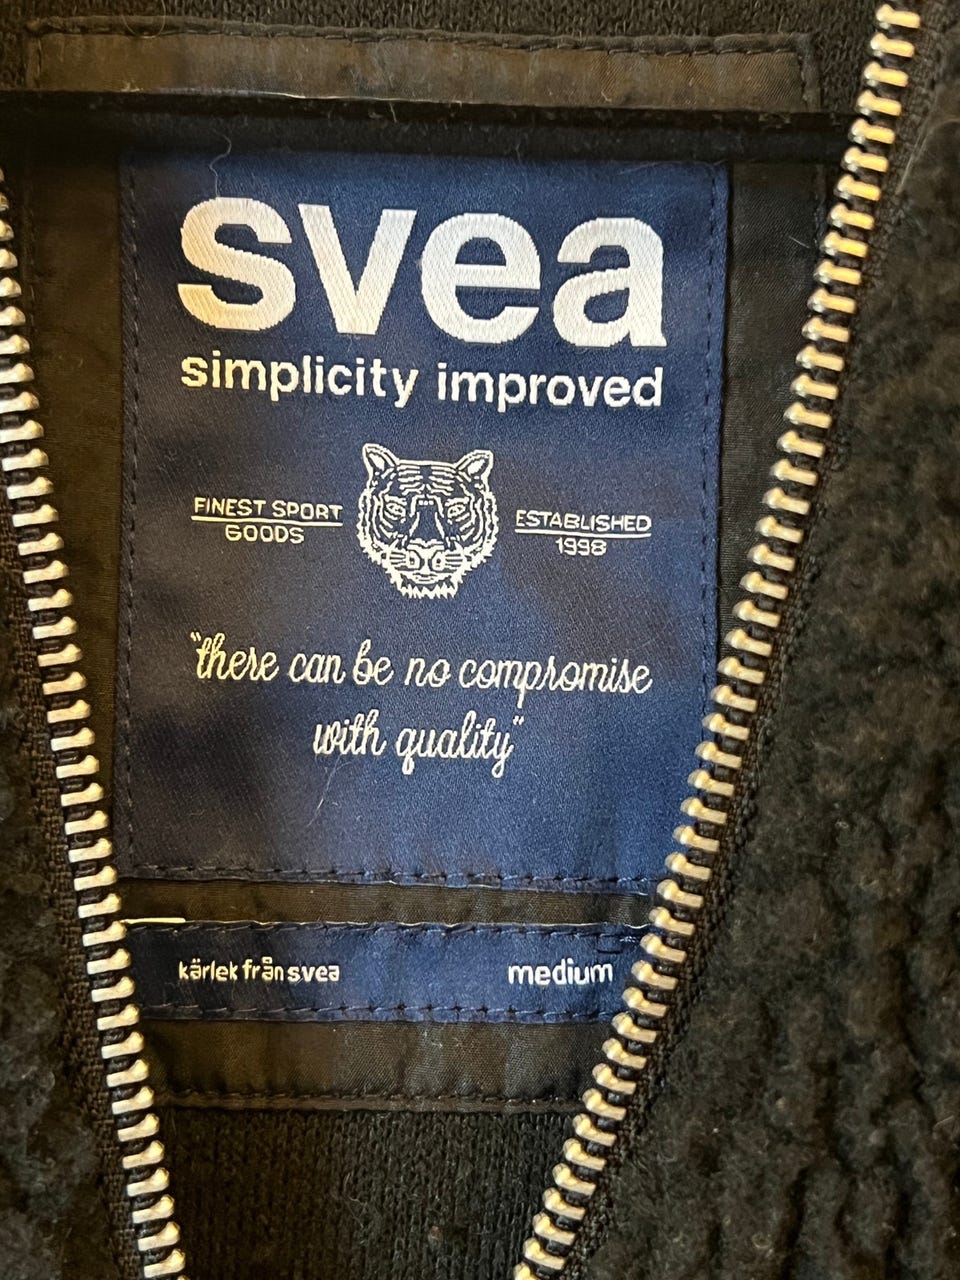 svea
simplicity improved
FINEST SPORT
GOODS
ESTABLISHED
1998
"there can be no compromise
with quality"
kärlek från svea
medium